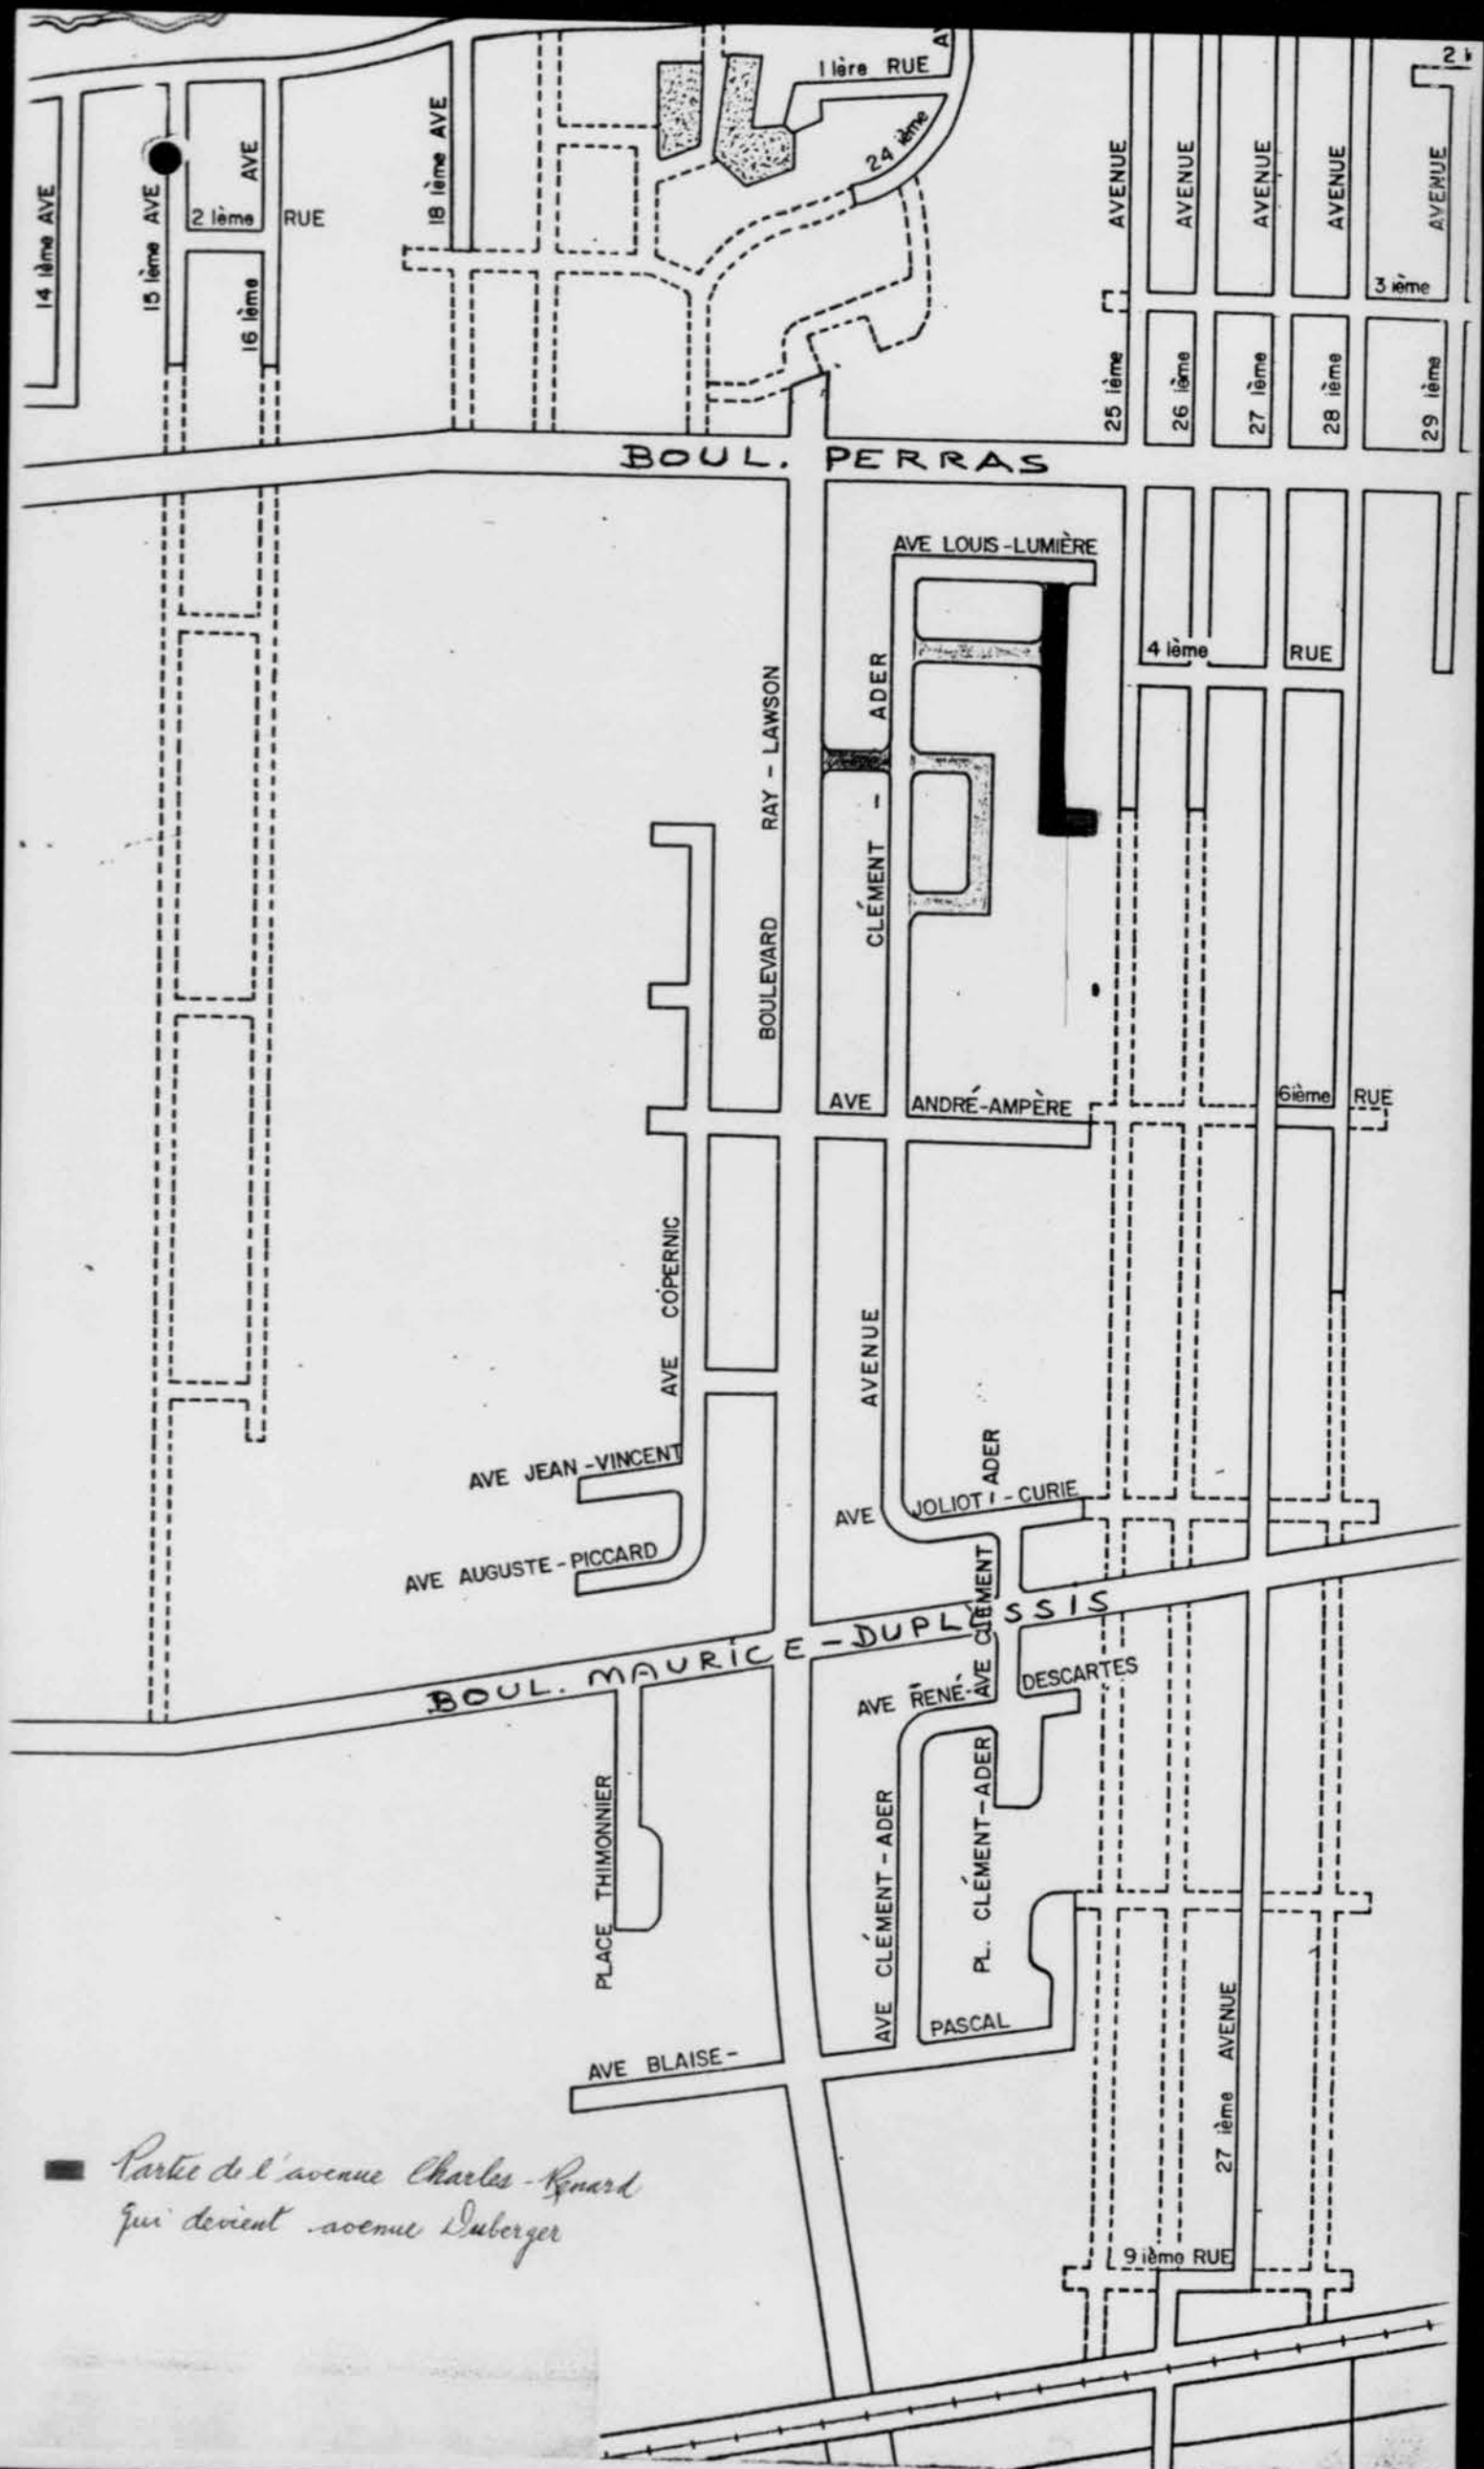 11ère RUE
24 ième
14 ième AVE
15 ième AVE
2 ième RUE
16 ième AVE
18 ième AVE
25 ième AVENUE
26 ième AVENUE
27 ième AVENUE
28 ième AVENUE
29 ième AVENUE
3 ième
BOUL. PERRAS
AVE LOUIS-LUMIÈRE
4 ième RUE
BOULEVARD RAY-LAWSON
AVENUE CLÉMENT-ADER
AVE ANDRÉ-AMPÈRE
6ième RUE
AVE COPERNIC
AVE JEAN-VINCENT
AVE AUGUSTE-PICCARD
AVE JOLIOT-CURIE
AVE CLÉMENT ADER
BOUL. MAURICE-DUPLESSIS
AVE RENÉ-DESCARTES
PLACE THIMONNIER
AVE CLÉMENT-ADER
PL. CLÉMENT-ADER
AVE BLAISE-PASCAL
27 ième AVENUE
9 ième RUE
Partie de l'avenue Charles-Renard
qui devient avenue Duberger